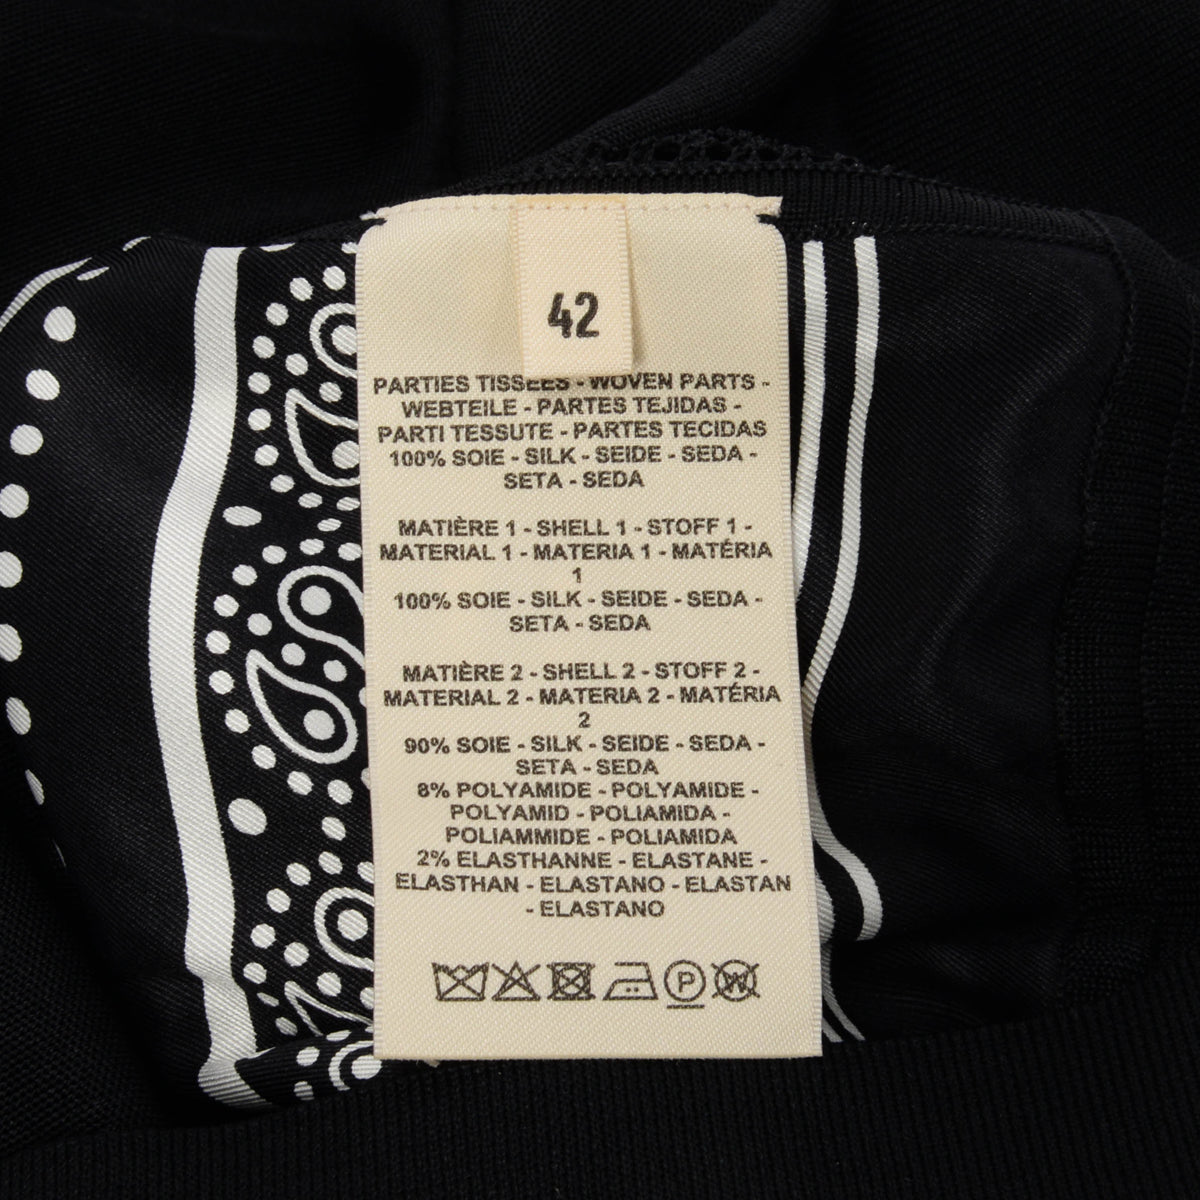 42
PARTIES TISSÉES - WOVEN PARTS -
WEBTEILE - PARTES TEJIDAS -
PARTI TESSUTE - PARTES TECIDAS
100% SOIE - SILK - SEIDE - SEDA -
SETA - SEDA
MATIÈRE 1 - SHELL 1 - STOFF 1 -
MATERIAL 1 - MATERIA 1 - MATÉRIA
1
100% SOIE - SILK - SEIDE - SEDA -
SETA - SEDA
MATIÈRE 2 - SHELL 2 - STOFF 2 -
MATERIAL 2 - MATERIA 2 - MATÉRIA
2
90% SOIE - SILK - SEIDE - SEDA -
SETA - SEDA
8% POLYAMIDE - POLYAMIDE -
POLYAMID - POLIAMIDA -
POLIAMMIDE - POLIAMIDA
2% ELASTHANNE - ELASTANE -
ELASTHAN - ELASTANO - ELASTAN
- ELASTANO
P W